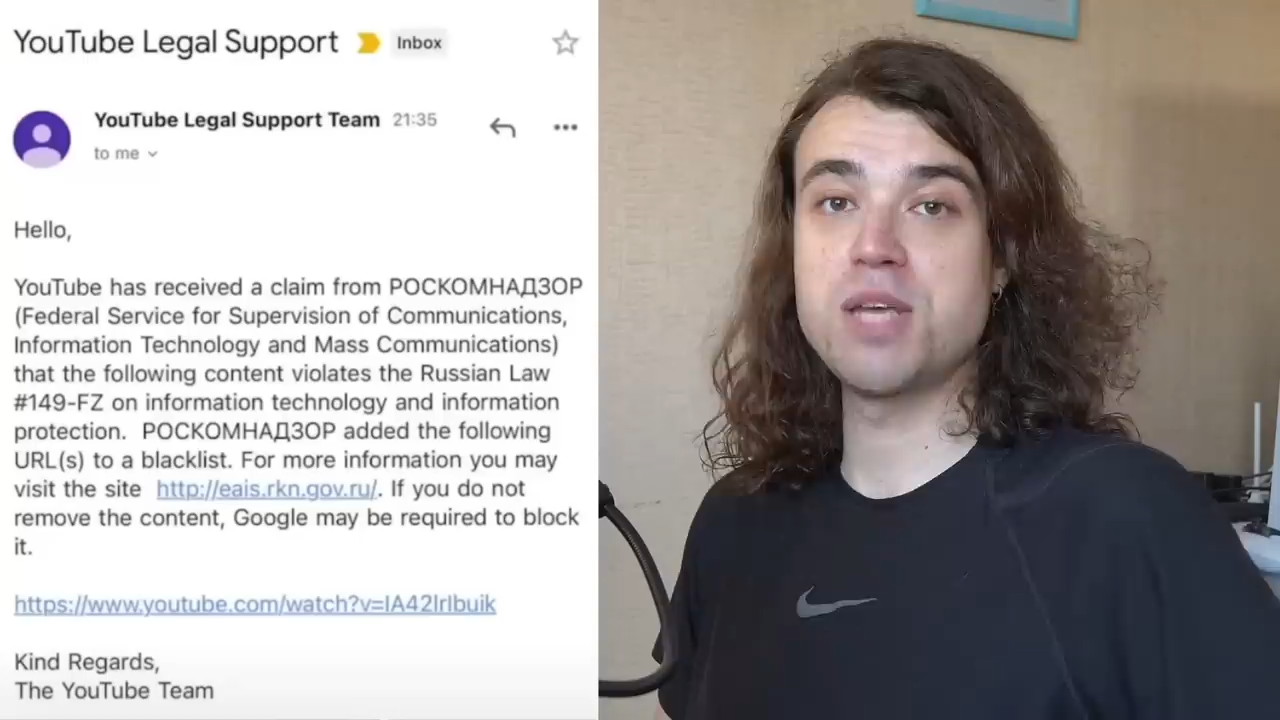 YouTube Legal Support
Inbox
YouTube Legal Support Team 21:35
to me
Hello,
YouTube has received a claim from РОСКОМНАДЗОР
(Federal Service for Supervision of Communications,
Information Technology and Mass Communications)
that the following content violates the Russian Law
#149-FZ on information technology and information
protection. РОСКОМНАДЗОР added the following
URL(s) to a blacklist. For more information you may
visit the site http://eais.rkn.gov.ru/. If you do not
remove the content, Google may be required to block
it.
https://www.youtube.com/watch?v=lA42lrlbuik
Kind Regards,
The YouTube Team